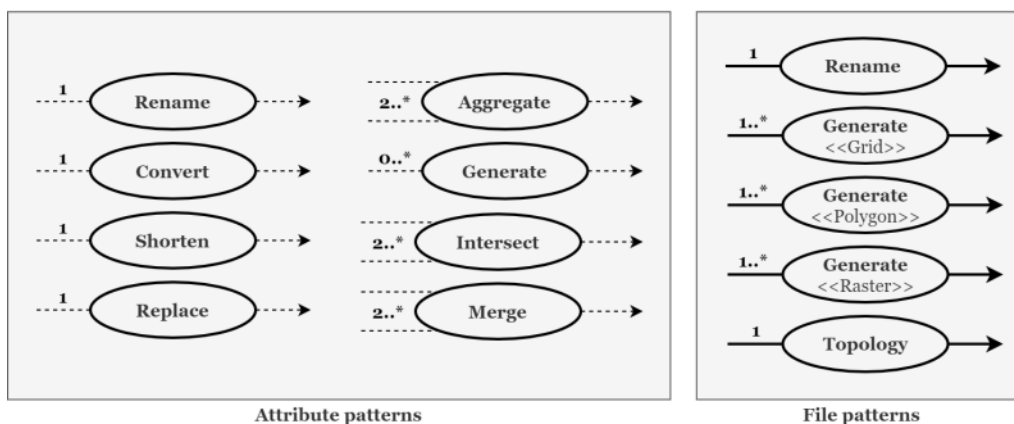 1
Rename
1
Convert
1
Shorten
1
Replace
2..*
Aggregate
0..*
Generate
2..*
Intersect
2..*
Merge
Attribute patterns
1
Rename
1..*
Generate
<<Grid>>
1..*
Generate
<<Polygon>>
1..*
Generate
<<Raster>>
1
Topology
File patterns